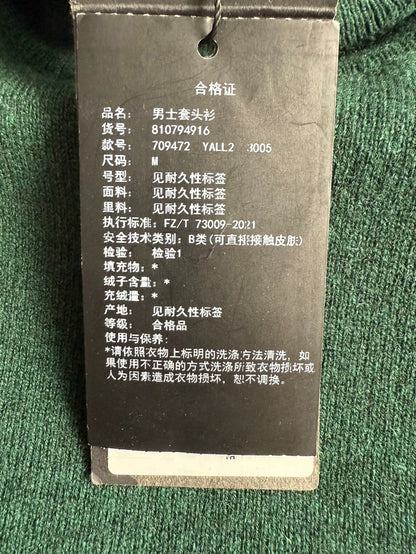 合格证
品名: 男士套头衫
货号: 810794916
款号: 709472 YALL2 3005
尺码: M
号型: 见耐久性标签
面料: 见耐久性标签
里料: 见耐久性标签
执行标准: FZ/T 73009-2021
安全技术类别: B类(可直接接触皮肤)
检验: 检验1
填充物: *
绒子含量: *
充绒量: *
产地: 见耐久性标签
等级: 合格品
使用与保养:
*请依照衣物上标明的洗涤方法清洗, 如
果使用不正确的方式洗涤所致衣物损坏或
人为因素造成衣物损坏, 恕不调换。